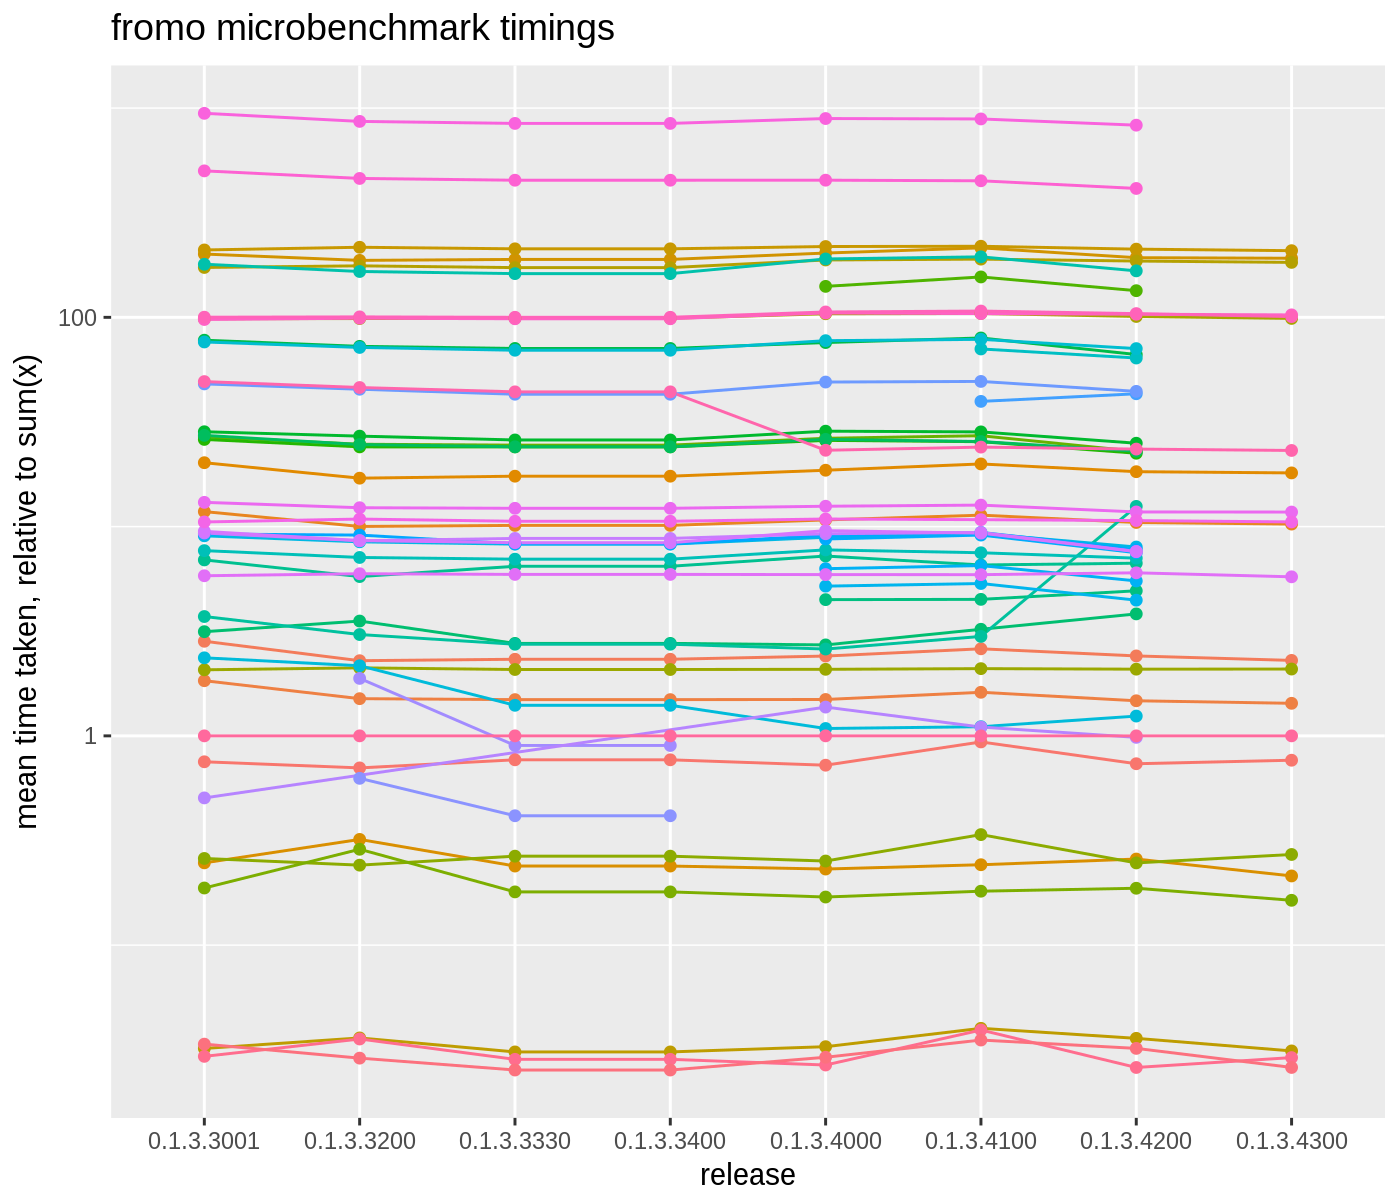 fromo microbenchmark timings
mean time taken, relative to sum(x)
100
1
0.1.3.3001 0.1.3.3200 0.1.3.3330 0.1.3.3400 0.1.3.4000 0.1.3.4100 0.1.3.4200 0.1.3.4300
release